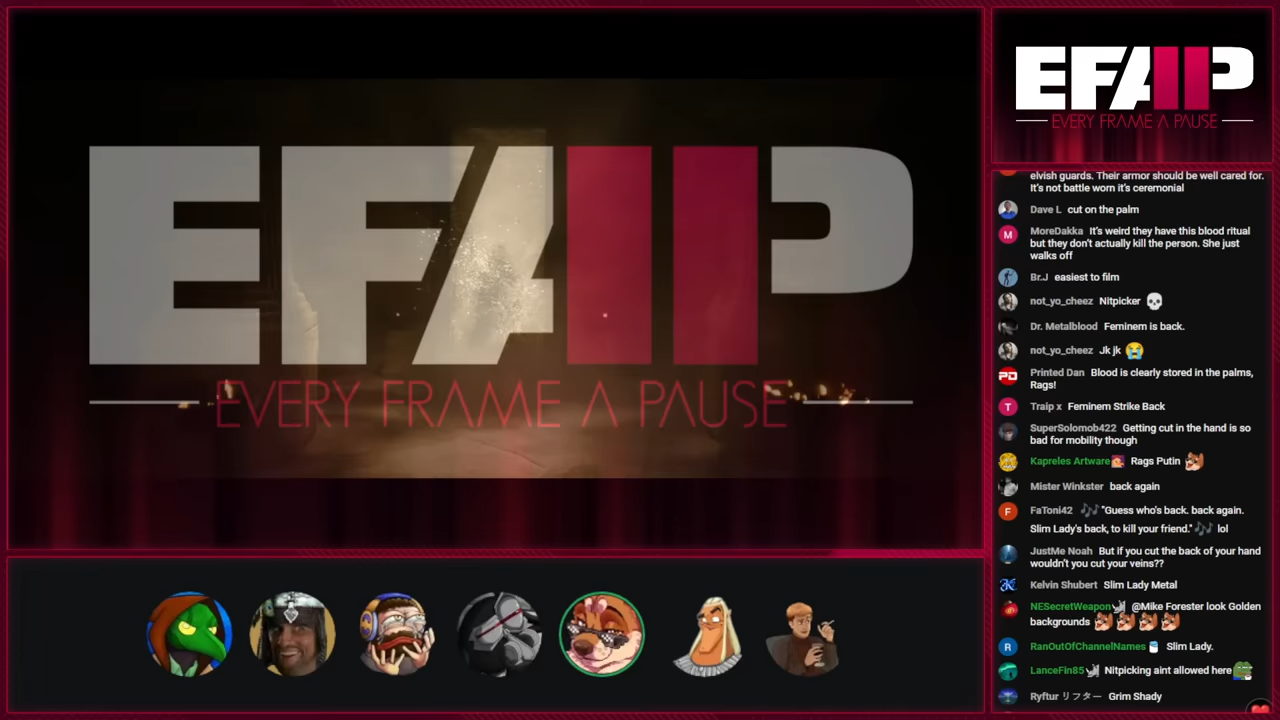 EFAP
EVERY FRAME A PAUSE
EFAP
EVERY FRAME A PAUSE
elvish guards. Their armor should be well cared for.
It's not battle worn it's ceremonial
Dave L cut on the palm
M
MoreDakka It's weird they have this blood ritual
but they don't actually kill the person. She just
walks off
Br.J easiest to film
not_yo_cheez Nitpicker 💀
Dr. Metalblood Feminem is back.
not_yo_cheez Jk jk 😭
PD
Printed Dan Blood is clearly stored in the palms,
Rags!
T
Traip x Feminem Strike Back
SuperSolomob422 Getting cut in the hand is so
bad for mobility though
Kapreles Artware Rags Putin
Mister Winkster back again
F
FaToni42 🎶"Guess who's back. back again.
Slim Lady's back, to kill your friend."🎶 lol
JustMe Noah But if you cut the back of your hand
wouldn't you cut your veins??
K
Kelvin Shubert Slim Lady Metal
NESecretWeapon @Mike Forester look Golden
backgrounds
R
RanOutOfChannelNames Slim Lady.
LanceFin85 Nitpicking aint allowed here
Ryftur リフター Grim Shady